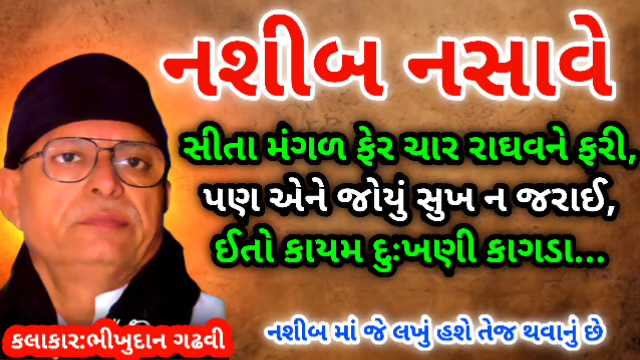 નશીબ નસાવે
સીતા મંગળ ફેર ચાર રાઘવને ફરી,
પણ એને જોયું સુખ ન જરાઈ,
ઈતો કાયમ દુઃખણી કાગડા...
કલાકાર:ભીખુદાન ગઢવી
નશીબ માં જે લખું હશે તેજ થવાનું છે